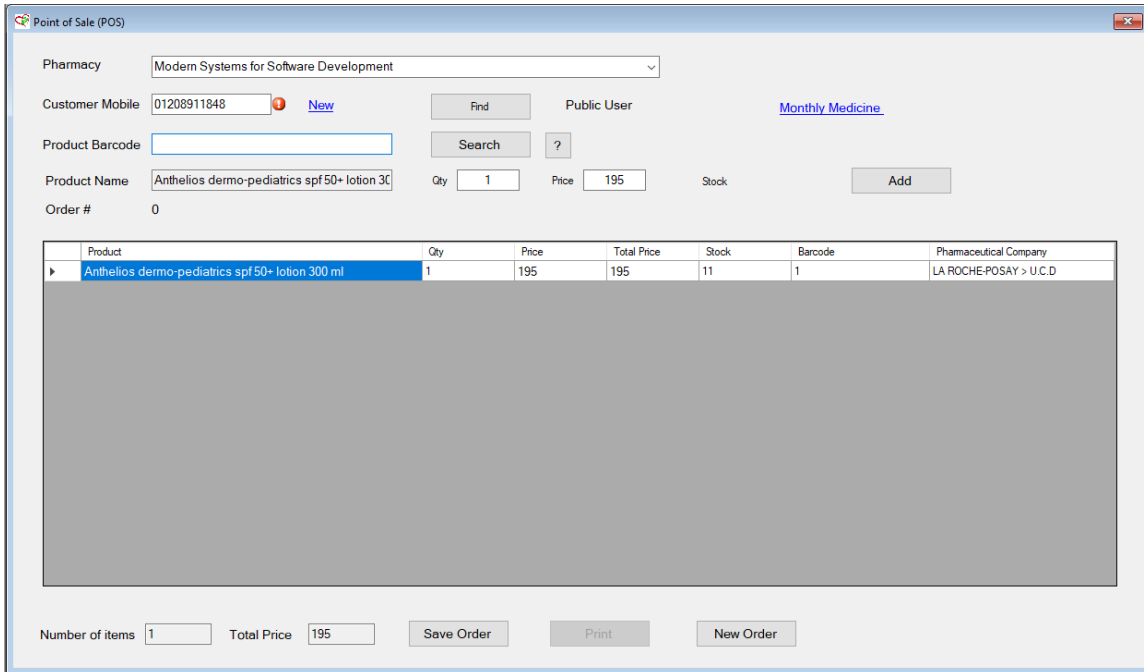 Point of Sale (POS)
Pharmacy Modern Systems for Software Development
Customer Mobile 01208911848 New Find Public User Monthly Medicine
Product Barcode Search ?
Product Name Anthelios dermo-pediatrics spf 50+ lotion 30 Qty 1 Price 195 Stock Add
Order # 0
Product Qty Price Total Price Stock Barcode Pharmaceutical Company
Anthelios dermo-pediatrics spf 50+ lotion 300 ml 1 195 195 11 1 LA ROCHE-POSAY > U.C.D
Number of items 1 Total Price 195 Save Order Print New Order